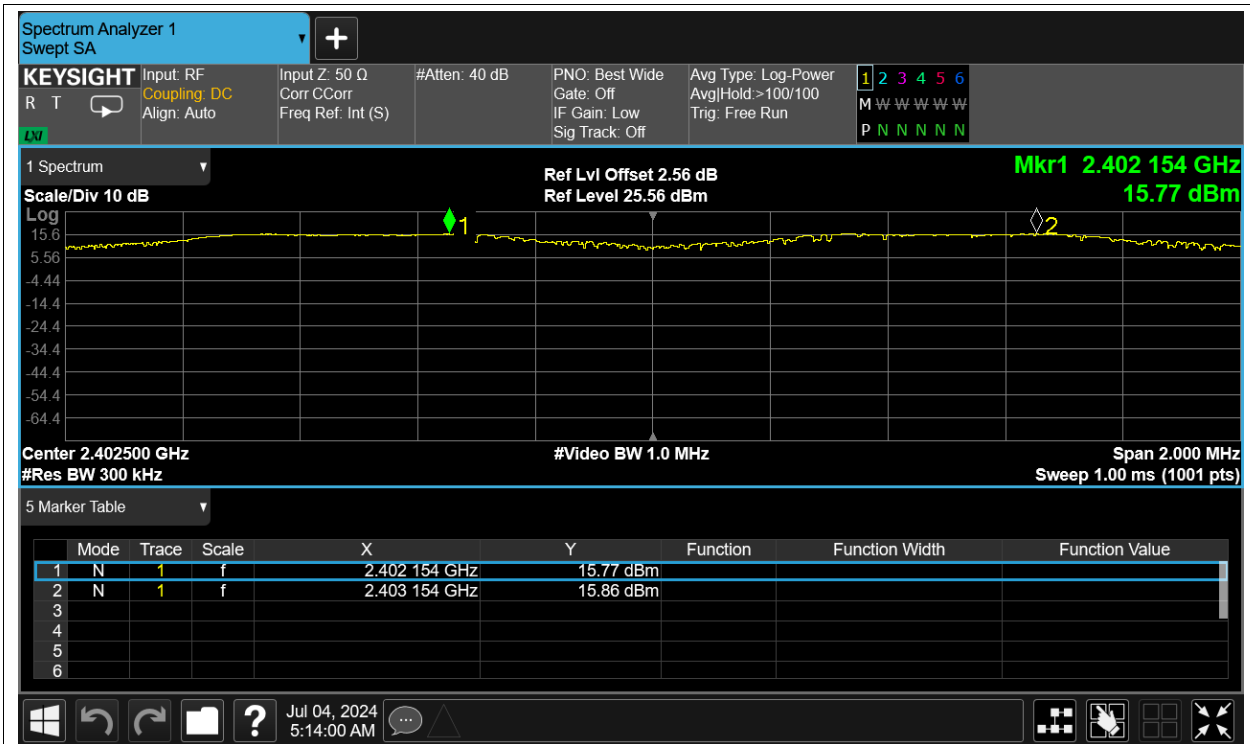 Spectrum Analyzer 1
Swept SA
KEYSIGHT Input: RF Input Z: 50 Ω #Atten: 40 dB PNO: Best Wide Avg Type: Log-Power 1 2 3 4 5 6
R T Coupling: DC Corr CCorr Gate: Off Avg|Hold:>100/100 M W W W W W
Align: Auto Freq Ref: Int (S) IF Gain: Low Trig: Free Run
LXI Sig Track: Off P N N N N N
1 Spectrum Ref Lvl Offset 2.56 dB Mkr1 2.402 154 GHz
Scale/Div 10 dB Ref Level 25.56 dBm 15.77 dBm
Log
1 2
15.6
5.56
-4.44
-14.4
-24.4
-34.4
-44.4
-54.4
-64.4
Center 2.402500 GHz #Video BW 1.0 MHz Span 2.000 MHz
#Res BW 300 kHz Sweep 1.00 ms (1001 pts)
5 Marker Table
Mode Trace Scale X Y Function Function Width Function Value
1 N 1 f 2.402 154 GHz 15.77 dBm
2 N 1 f 2.403 154 GHz 15.86 dBm
3
4
5
6
? Jul 04, 2024
5:14:00 AM